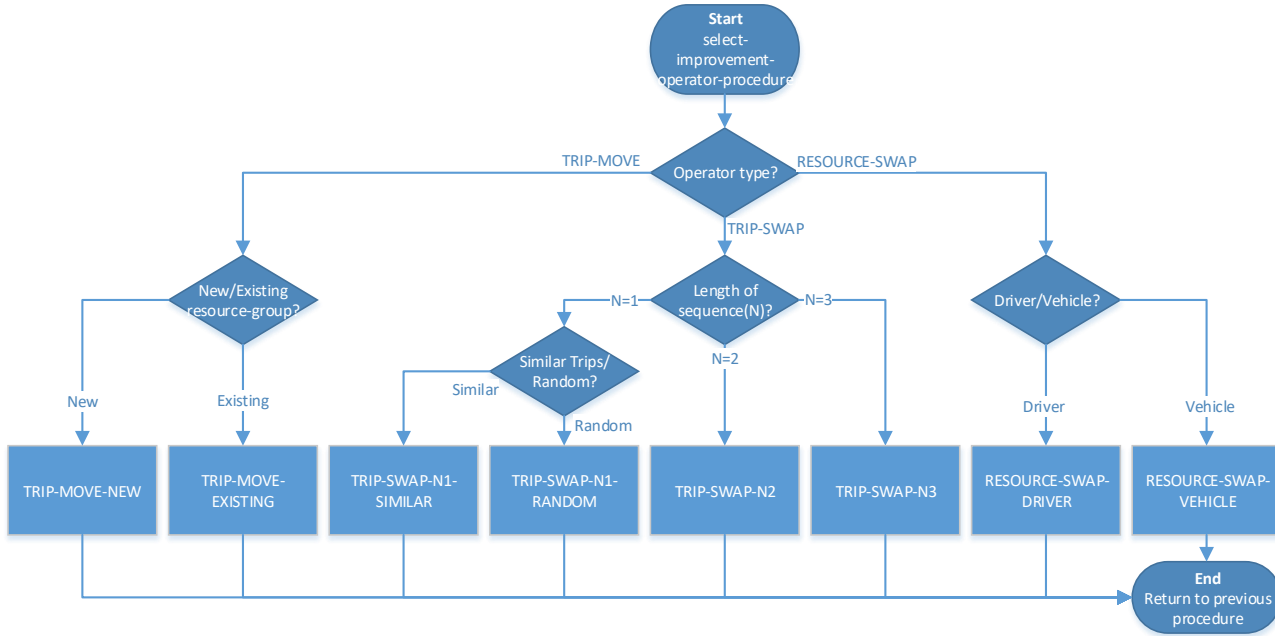 Start
select-
improvement-
operator-procedure
TRIP-MOVE
Operator type?
RESOURCE-SWAP
TRIP-SWAP
New/Existing
resource-group?
N=1
Length of
sequence(N)?
N=3
Driver/Vehicle?
N=2
Similar Trips/
Random?
Similar
New
Existing
Random
Driver
Vehicle
TRIP-MOVE-NEW
TRIP-MOVE-
EXISTING
TRIP-SWAP-N1-
SIMILAR
TRIP-SWAP-N1-
RANDOM
TRIP-SWAP-N2
TRIP-SWAP-N3
RESOURCE-SWAP-
DRIVER
RESOURCE-SWAP-
VEHICLE
End
Return to previous
procedure